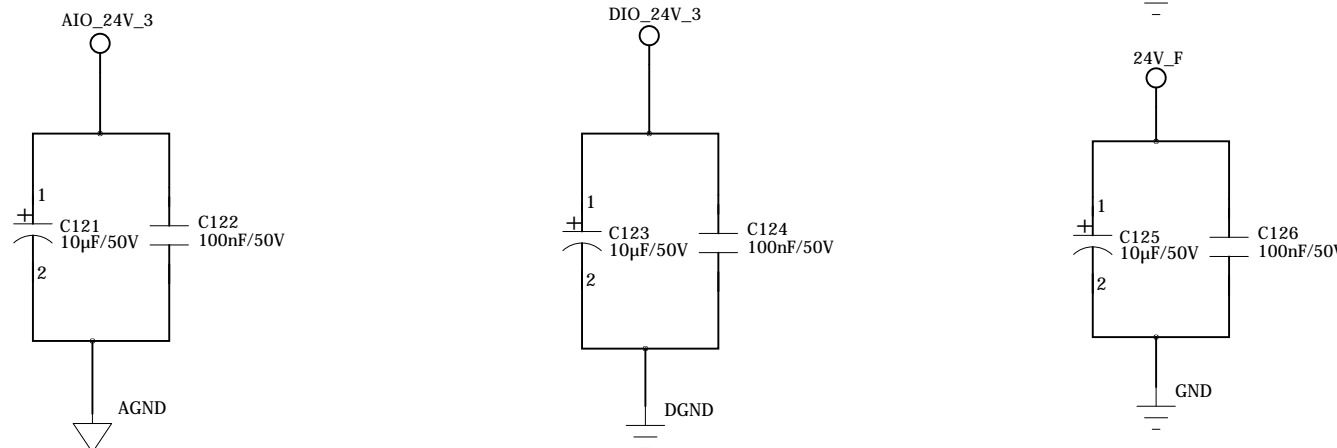 AIO_24V_3
1
+
C121
10µF/50V
2
C122
100nF/50V
AGND
DIO_24V_3
1
+
C123
10µF/50V
2
C124
100nF/50V
DGND
24V_F
1
+
C125
10µF/50V
2
C126
100nF/50V
GND